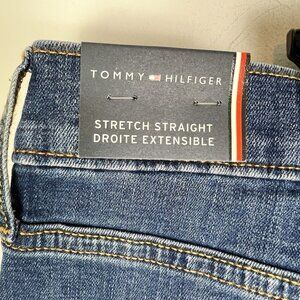 TOMMY HILFIGER
STRETCH STRAIGHT
DROITE EXTENSIBLE